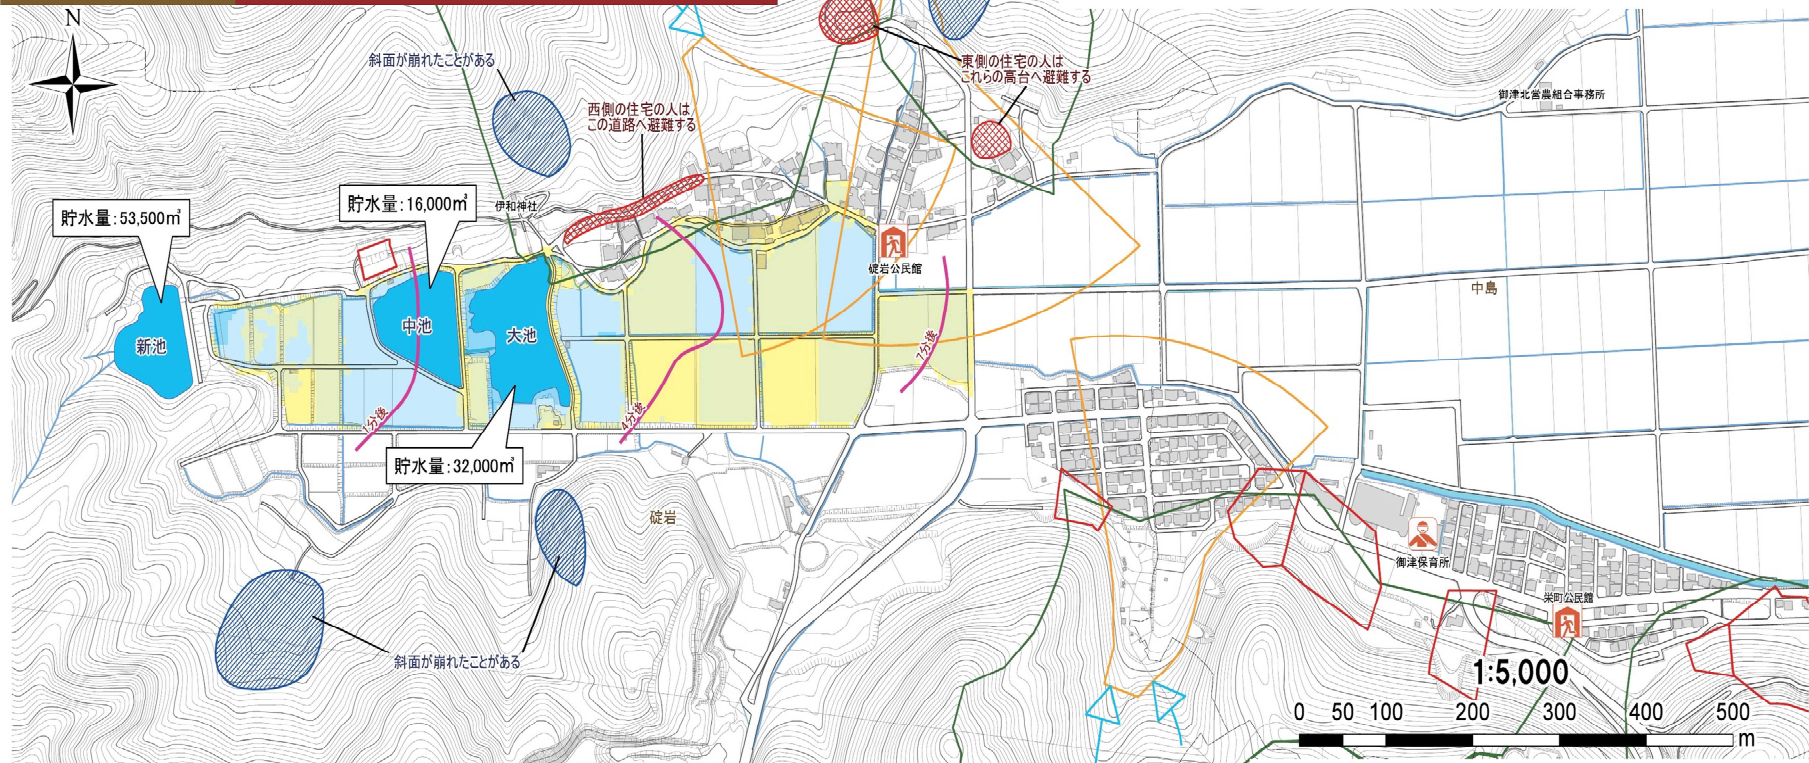 N
斜面が崩れたことがある
西側の住宅の人は
この道路へ避難する
東側の住宅の人は
これらの高台へ避難する
御津北営農組合事務所
貯水量：53,500㎥
貯水量：16,000㎥
伊和神社
碇岩公民館
中島
新池
中池
大池
1分後
4分後
7分後
貯水量：32,000㎥
碇岩
御津保育所
栄町公民館
斜面が崩れたことがある
1:5,000
0 50 100 200 300 400 500
m